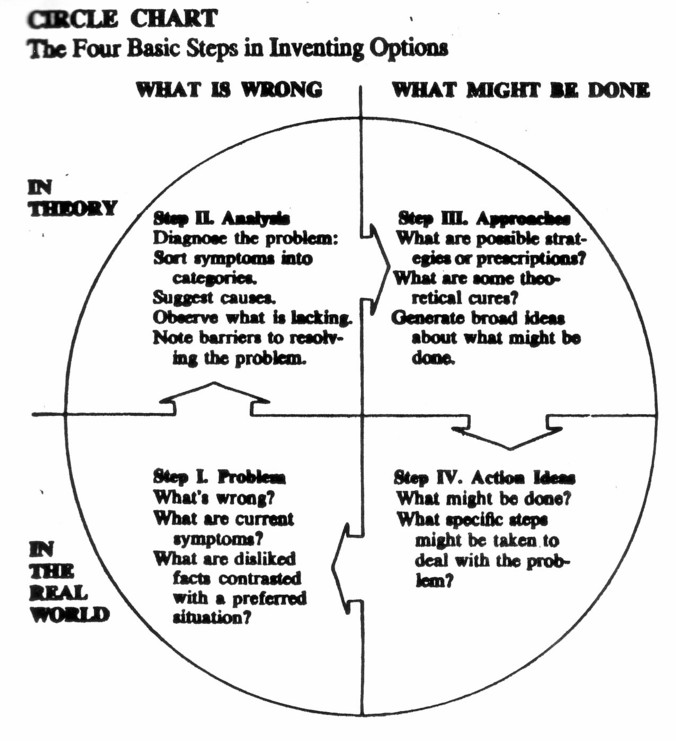 CIRCLE CHART
The Four Basic Steps in Inventing Options
WHAT IS WRONG
WHAT MIGHT BE DONE
IN
THEORY
Step II. Analysis
Diagnose the problem:
Sort symptoms into
categories.
Suggest causes.
Observe what is lacking.
Note barriers to resolv-
ing the problem.
Step III. Approaches
What are possible strat-
egies or prescriptions?
What are some theo-
retical cures?
Generate broad ideas
about what might be
done.
IN
THE
REAL
WORLD
Step I. Problem
What's wrong?
What are current
symptoms?
What are disliked
facts contrasted
with a preferred
situation?
Step IV. Action Ideas
What might be done?
What specific steps
might be taken to
deal with the prob-
lem?